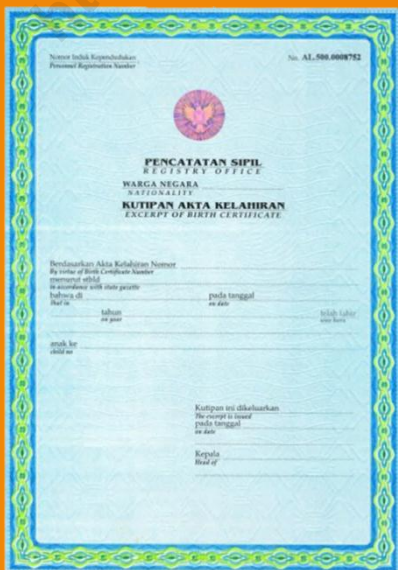 Nomor Induk Kependudukan
Personnel Registration Number
No. AL.500.0008752
PENCATATAN SIPIL
REGISTRY OFFICE
WARGA NEGARA
NATIONALITY
KUTIPAN AKTA KELAHIRAN
EXCERPT OF BIRTH CERTIFICATE
Berdasarkan Akta Kelahiran Nomor
By virtue of Birth Certificate Number
menurut stbld
in accordance with state gazette
bahwa di pada tanggal
that in on date
tahun telah lahir
on year was born
anak ke
child no
Kutipan ini dikeluarkan
The excerpt is issued
pada tanggal
on date
Kepala
Head of